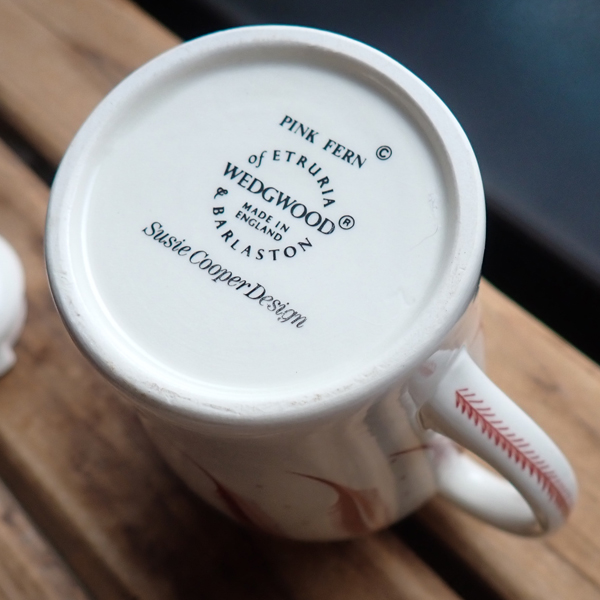 PINK FERN ©
of ETRURIA
WEDGWOOD®
MADE IN
ENGLAND
& BARLASTON
Susie Cooper Design